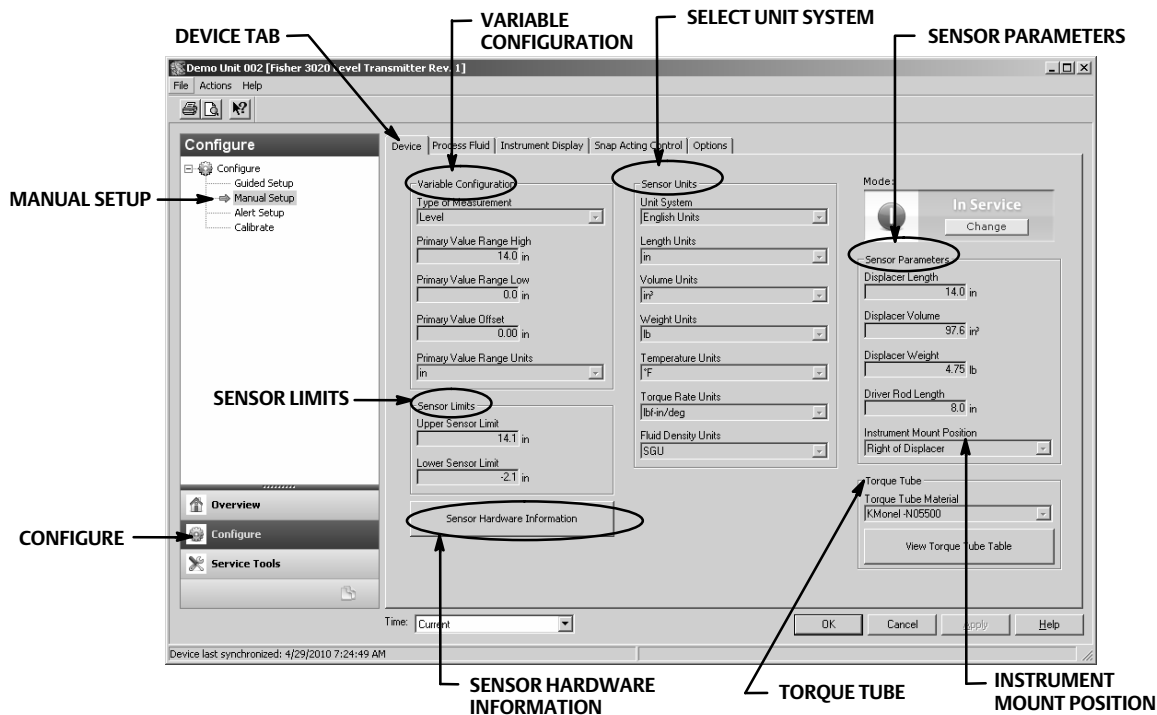 VARIABLE
CONFIGURATION
SELECT UNIT SYSTEM
DEVICE TAB
SENSOR PARAMETERS
Demo Unit 002 [Fisher 3020 Level Transmitter Rev. 1]
File Actions Help
Configure
Configure
Guided Setup
MANUAL SETUP
Manual Setup
Alert Setup
Calibrate
Device Process Fluid Instrument Display Snap Acting Control Options
Variable Configuration
Type of Measurement
Level
Primary Value Range High
14.0 in
Primary Value Range Low
0.0 in
Primary Value Offset
0.00 in
Primary Value Range Units
in
SENSOR LIMITS
Sensor Limits
Upper Sensor Limit
14.1 in
Lower Sensor Limit
-2.1 in
Sensor Hardware Information
Sensor Units
Unit System
English Units
Length Units
in
Volume Units
in³
Weight Units
lb
Temperature Units
°F
Torque Rate Units
lbf-in/deg
Fluid Density Units
SGU
Mode:
In Service
Change
Sensor Parameters
Displacer Length
14.0 in
Displacer Volume
97.6 in³
Displacer Weight
4.75 lb
Driver Rod Length
8.0 in
Instrument Mount Position
Right of Displacer
Torque Tube
Torque Tube Material
KMonel -N05500
View Torque Tube Table
Overview
CONFIGURE
Configure
Service Tools
Time: Current
OK Cancel Apply Help
Device last synchronized: 4/29/2010 7:24:49 AM
SENSOR HARDWARE
INFORMATION
TORQUE TUBE
INSTRUMENT
MOUNT POSITION